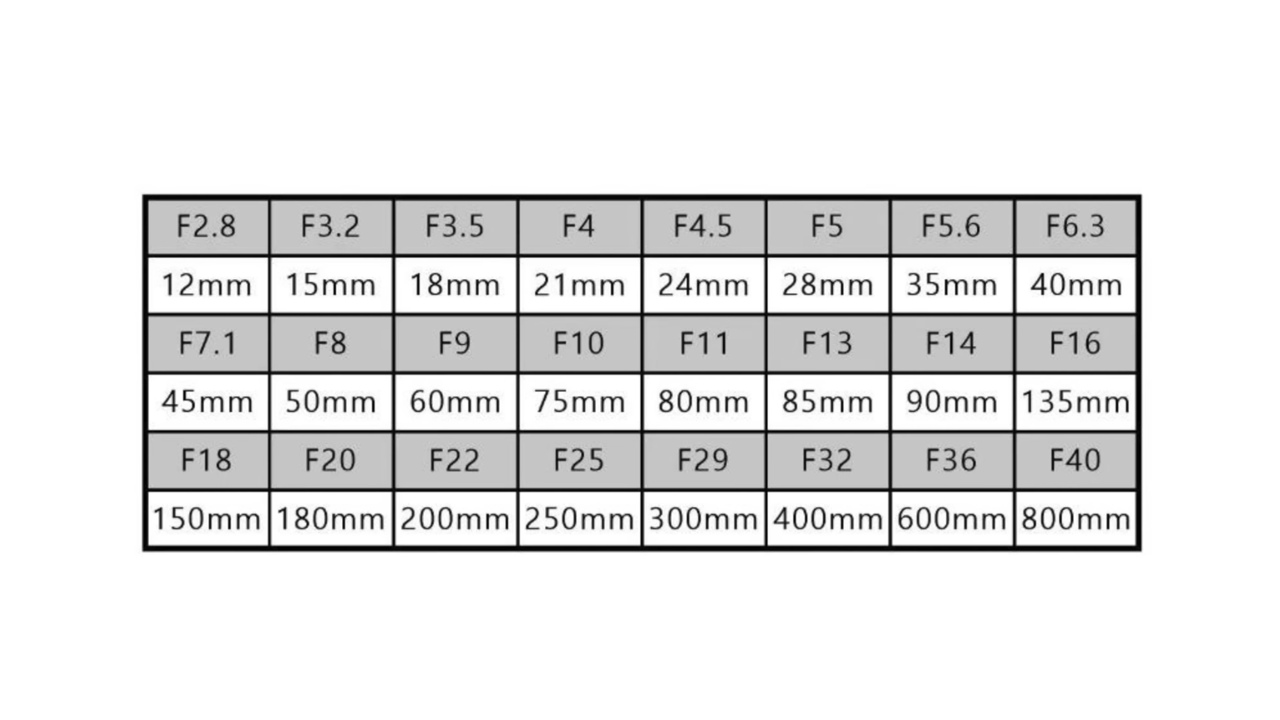 F2.8 F3.2 F3.5 F4 F4.5 F5 F5.6 F6.3
12mm 15mm 18mm 21mm 24mm 28mm 35mm 40mm
F7.1 F8 F9 F10 F11 F13 F14 F16
45mm 50mm 60mm 75mm 80mm 85mm 90mm 135mm
F18 F20 F22 F25 F29 F32 F36 F40
150mm 180mm 200mm 250mm 300mm 400mm 600mm 800mm